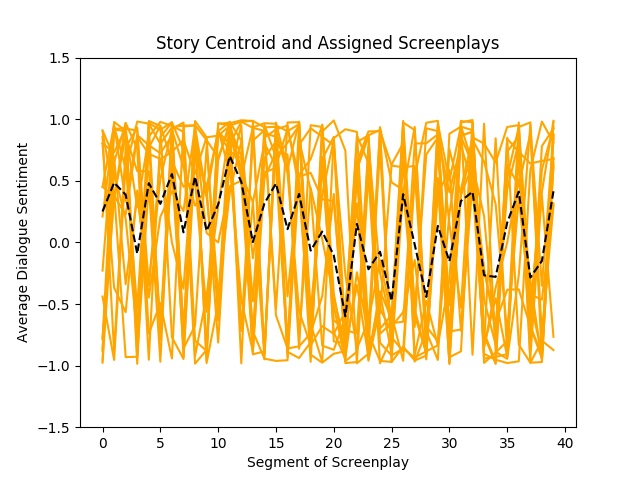 Story Centroid and Assigned Screenplays
1.5
1.0
0.5
0.0
−0.5
−1.0
−1.5
Average Dialogue Sentiment
0 5 10 15 20 25 30 35 40
Segment of Screenplay